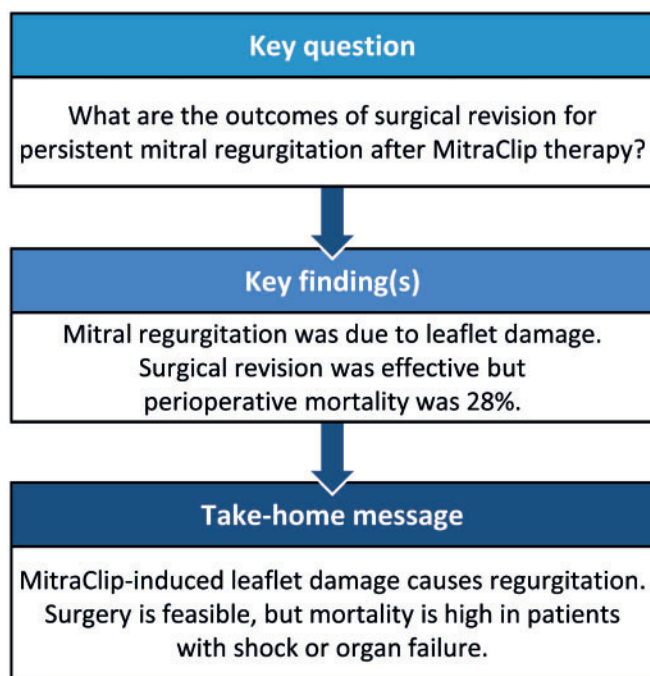 Key question
What are the outcomes of surgical revision for
persistent mitral regurgitation after MitraClip therapy?
Key finding(s)
Mitral regurgitation was due to leaflet damage.
Surgical revision was effective but
perioperative mortality was 28%.
Take-home message
MitraClip-induced leaflet damage causes regurgitation.
Surgery is feasible, but mortality is high in patients
with shock or organ failure.